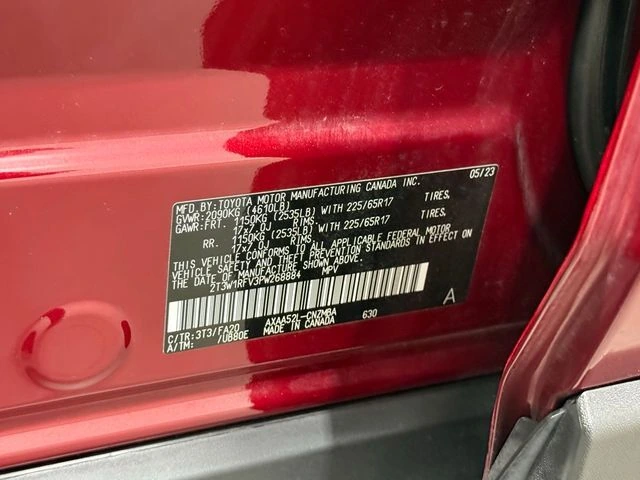 MFD. BY: TOYOTA MOTOR MANUFACTURING CANADA INC. 05/23
GVWR: 2090KG (4610LB)
GAWR: FRT. 1150KG (2535LB) WITH 225/65R17 TIRES,
17x7.0J RIMS,
RR. 1150KG (2535LB) WITH 225/65R17 TIRES,
17x7.0J RIMS,
THIS VEHICLE CONFORMS TO ALL APPLICABLE FEDERAL MOTOR
VEHICLE SAFETY STANDARDS IN EFFECT ON
THE DATE OF MANUFACTURE SHOWN ABOVE.
2T3W1RFV3PW268884 MPV
A
C/TR: 3T3/FA20 AXAA52L-CNZMBA 630
A/TM: /UB80E MADE IN CANADA